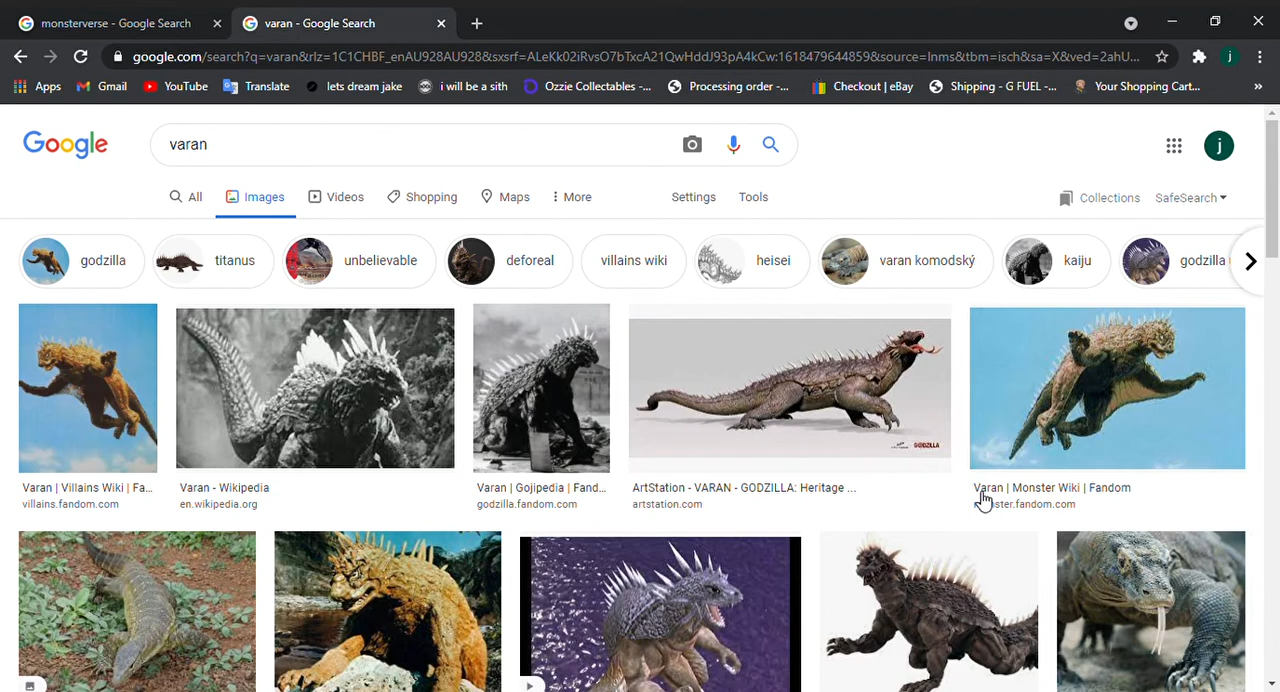 monsterverse - Google Search
varan - Google Search
google.com/search?q=varan&rlz=1C1CHBF_enAU928AU928&sxsrf=ALeKk02iRvsO7bTxcA21QwHddJ93pA4kCw:1618479644859&source=lnms&tbm=isch&sa=X&ved=2ahU...
j
Apps
Gmail
YouTube
Translate
lets dream jake
i will be a sith
Ozzie Collectables -...
Processing order -...
Checkout | eBay
Shipping - G FUEL -...
Your Shopping Cart...
»
Google
varan
j
All
Images
Videos
Shopping
Maps
More
Settings
Tools
Collections
SafeSearch
godzilla
titanus
unbelievable
deforeal
villains wiki
heisei
varan komodský
kaiju
godzilla
GODZILLA
Varan | Villains Wiki | Fa...
villains.fandom.com
Varan - Wikipedia
en.wikipedia.org
Varan | Gojipedia | Fand...
godzilla.fandom.com
ArtStation - VARAN - GODZILLA: Heritage ...
artstation.com
Varan | Monster Wiki | Fandom
ster.fandom.com